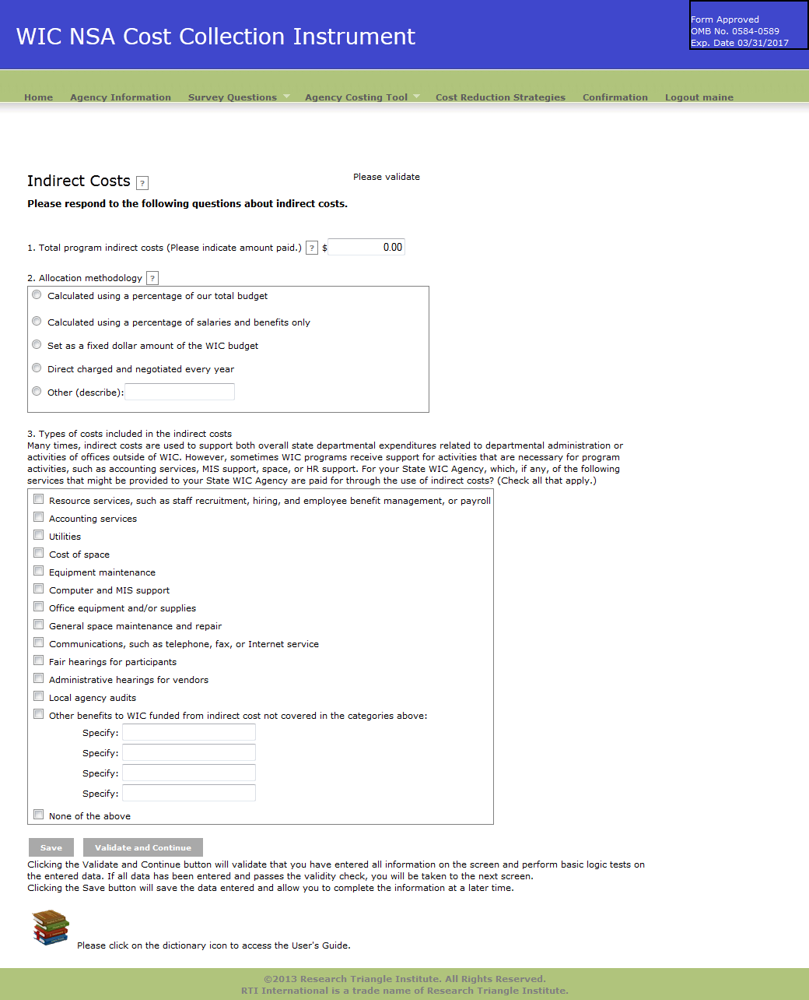 WIC NSA Cost Collection Instrument
Form Approved
OMB No. 0584-0589
Exp. Date 03/31/2017
Home Agency Information Survey Questions Agency Costing Tool Cost Reduction Strategies Confirmation Logout maine
Indirect Costs ?
Please validate
Please respond to the following questions about indirect costs.
1. Total program indirect costs (Please indicate amount paid.) ? $ 0.00
2. Allocation methodology ?
Calculated using a percentage of our total budget
Calculated using a percentage of salaries and benefits only
Set as a fixed dollar amount of the WIC budget
Direct charged and negotiated every year
Other (describe):
3. Types of costs included in the indirect costs
Many times, indirect costs are used to support both overall state departmental expenditures related to departmental administration or
activities of offices outside of WIC. However, sometimes WIC programs receive support for activities that are necessary for program
activities, such as accounting services, MIS support, space, or HR support. For your State WIC Agency, which, if any, of the following
services that might be provided to your State WIC Agency are paid for through the use of indirect costs? (Check all that apply.)
Resource services, such as staff recruitment, hiring, and employee benefit management, or payroll
Accounting services
Utilities
Cost of space
Equipment maintenance
Computer and MIS support
Office equipment and/or supplies
General space maintenance and repair
Communications, such as telephone, fax, or Internet service
Fair hearings for participants
Administrative hearings for vendors
Local agency audits
Other benefits to WIC funded from indirect cost not covered in the categories above:
Specify:
Specify:
Specify:
Specify:
None of the above
Save Validate and Continue
Clicking the Validate and Continue button will validate that you have entered all information on the screen and perform basic logic tests on
the entered data. If all data has been entered and passes the validity check, you will be taken to the next screen.
Clicking the Save button will save the data entered and allow you to complete the information at a later time.
Please click on the dictionary icon to access the User's Guide.
©2013 Research Triangle Institute. All Rights Reserved.
RTI International is a trade name of Research Triangle Institute.